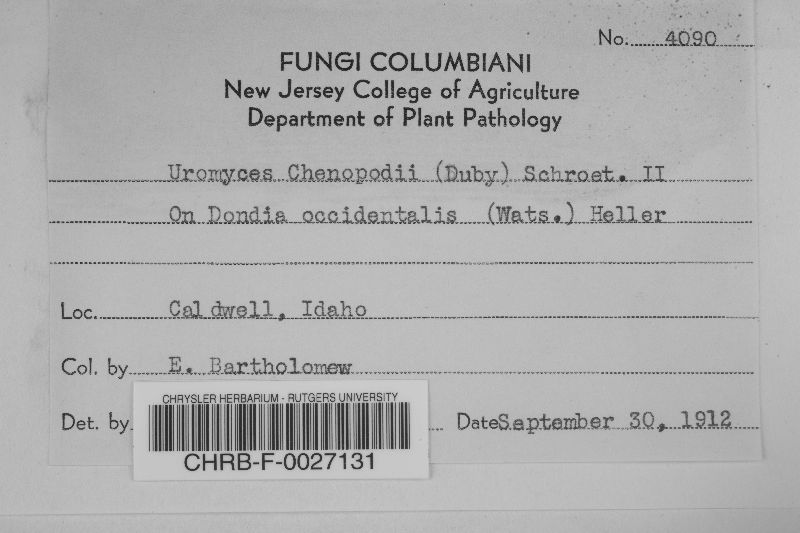 No. 4090
FUNGI COLUMBIANI
New Jersey College of Agriculture
Department of Plant Pathology
Uromyces Chenopodii (Duby) Schroet. II
On Dondia occidentalis (Wats.) Heller
Loc. Caldwell, Idaho
Col. by E. Bartholomew
CHRYSLER HERBARIUM - RUTGERS UNIVERSITY
Det. by Date September 30, 1912
CHRB-F-0027131